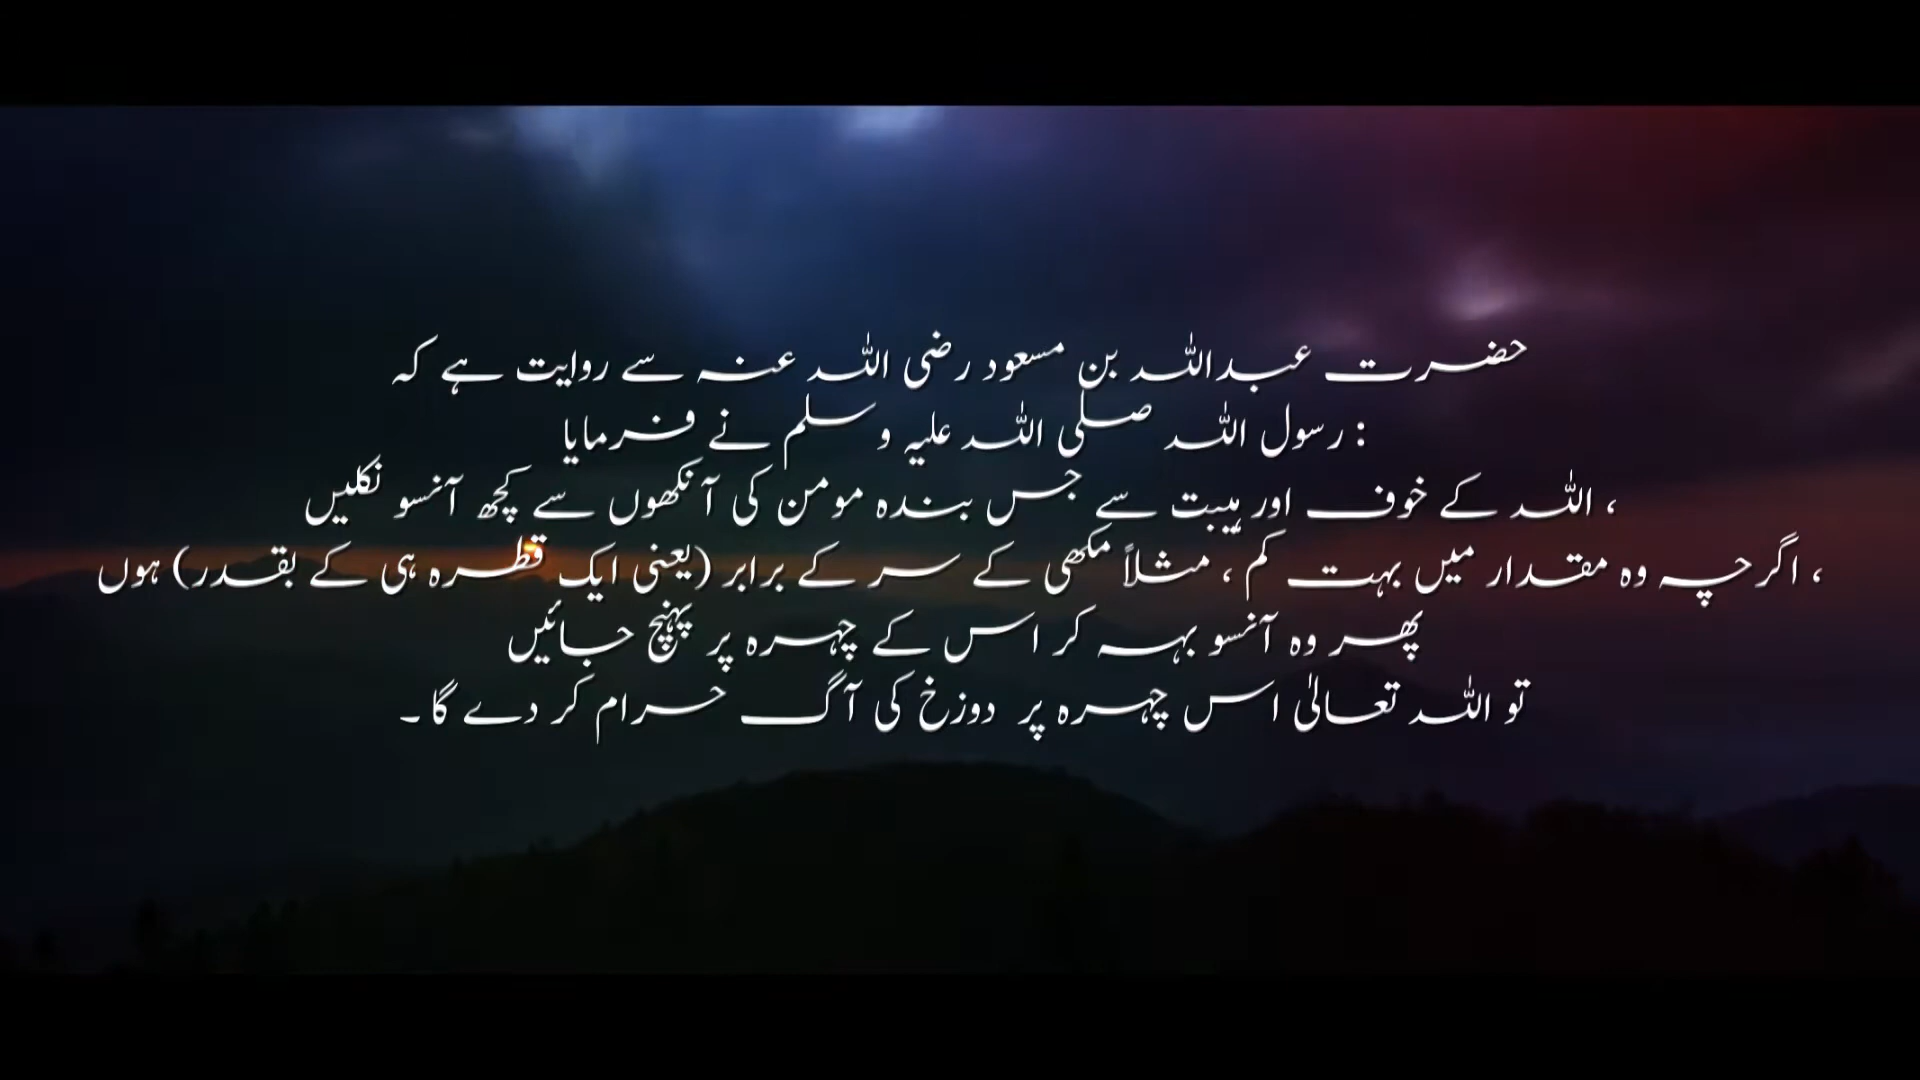 حضرت عبداللہ بن مسعود رضی اللہ عنہ سے روایت ہے کہ
رسول اللہ صلی اللہ علیہ وسلم نے فرمایا :
اللہ کے خوف اور ہیبت سے جس بندہ مومن کی آنکھوں سے کچھ آنسو نکلیں ،
اگرچہ وہ مقدار میں بہت کم ، مثلاً مکھی کے سر کے برابر (یعنی ایک قطرہ ہی کے بقدر) ہوں ،
پھر وہ آنسو بہہ کر اس کے چہرہ پر پہنچ جائیں
تو اللہ تعالیٰ اس چہرہ پر دوزخ کی آگ حرام کر دے گا ۔